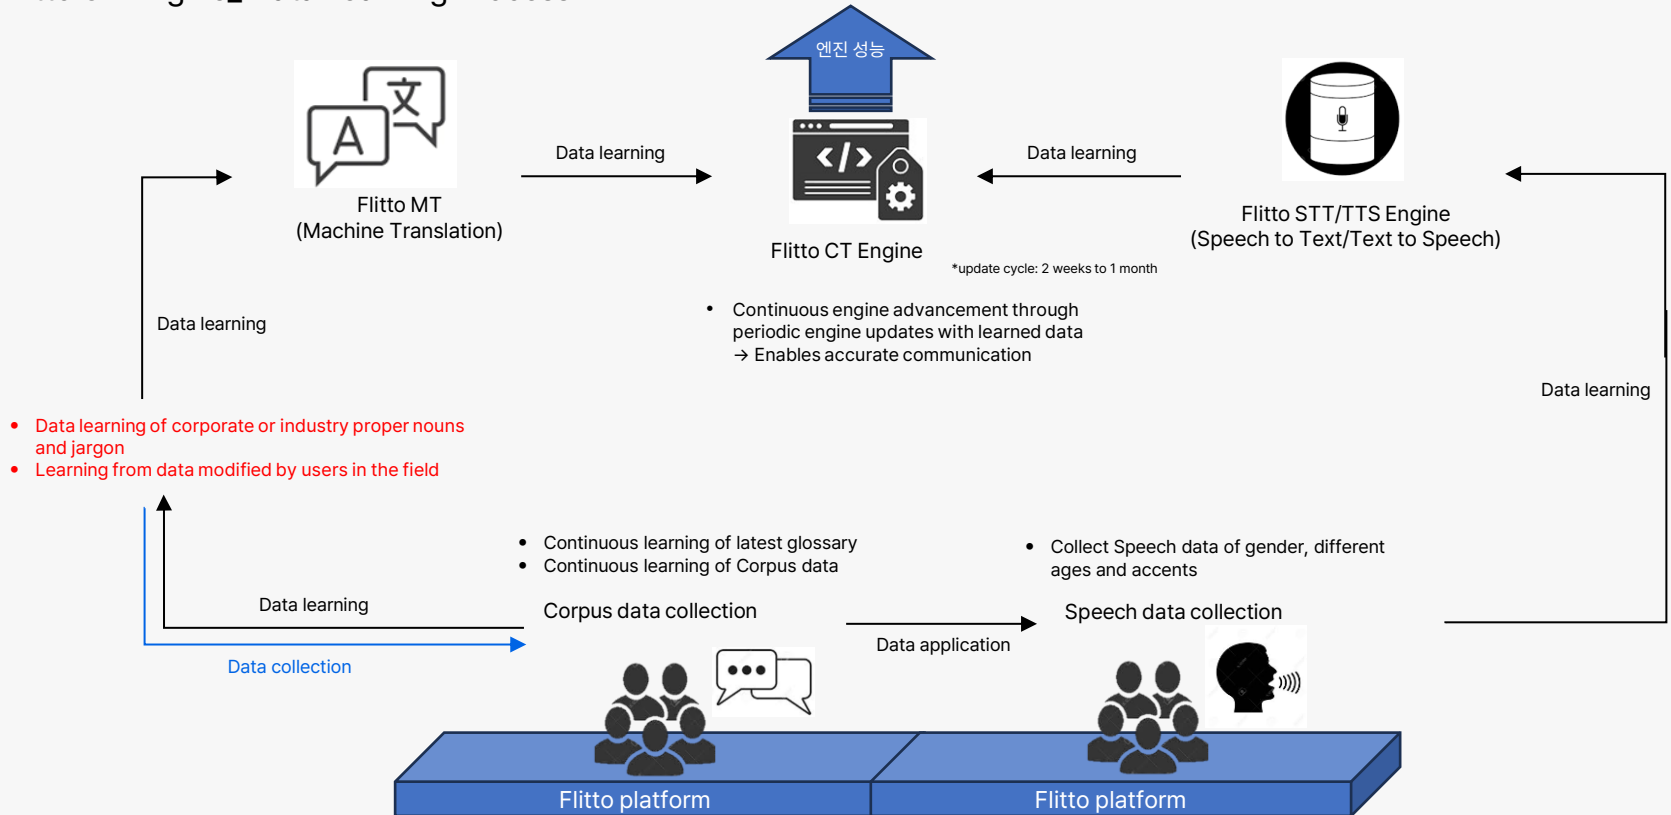 엔진 성능
A
文
Data learning
</>
Data learning
Flitto MT
(Machine Translation)
Flitto CT Engine
*update cycle: 2 weeks to 1 month
Flitto STT/TTS Engine
(Speech to Text/Text to Speech)
Data learning
• Continuous engine advancement through
periodic engine updates with learned data
→ Enables accurate communication
Data learning
• Data learning of corporate or industry proper nouns
and jargon
• Learning from data modified by users in the field
• Continuous learning of latest glossary
• Continuous learning of Corpus data
• Collect Speech data of gender, different
ages and accents
Data learning
Corpus data collection
Data application
Speech data collection
Data collection
Flitto platform
Flitto platform